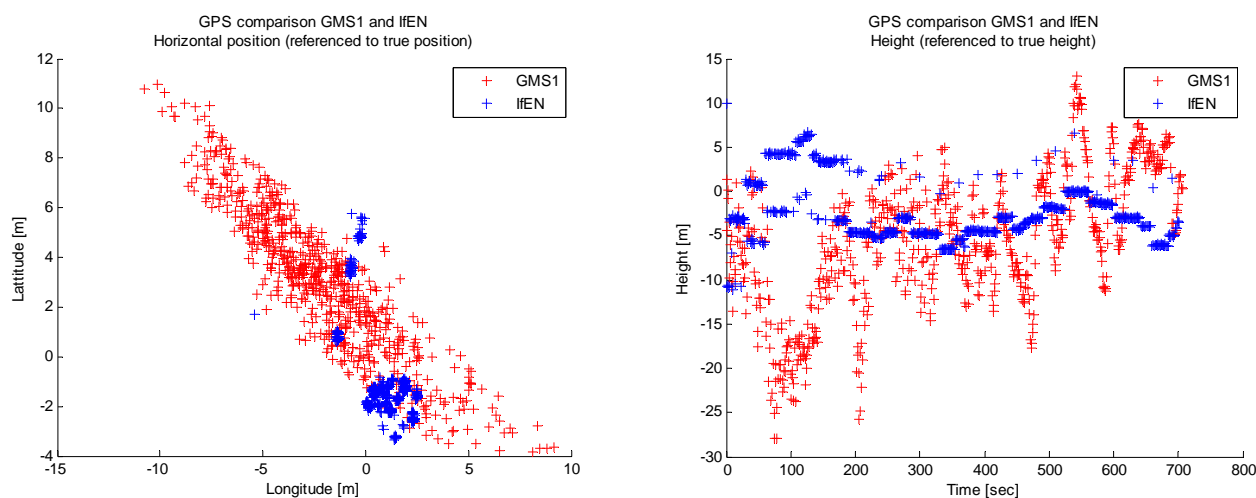 GPS comparison GMS1 and IfEN
Horizontal position (referenced to true position)
12
10
8
6
4
2
0
-2
-4
Latitude [m]
GMS1
IfEN
-15
-10
-5
0
5
10
Longitude [m]
GPS comparison GMS1 and IfEN
Height (referenced to true height)
15
10
5
0
-5
-10
-15
-20
-25
-30
Height [m]
GMS1
IfEN
0
100
200
300
400
500
600
700
800
Time [sec]